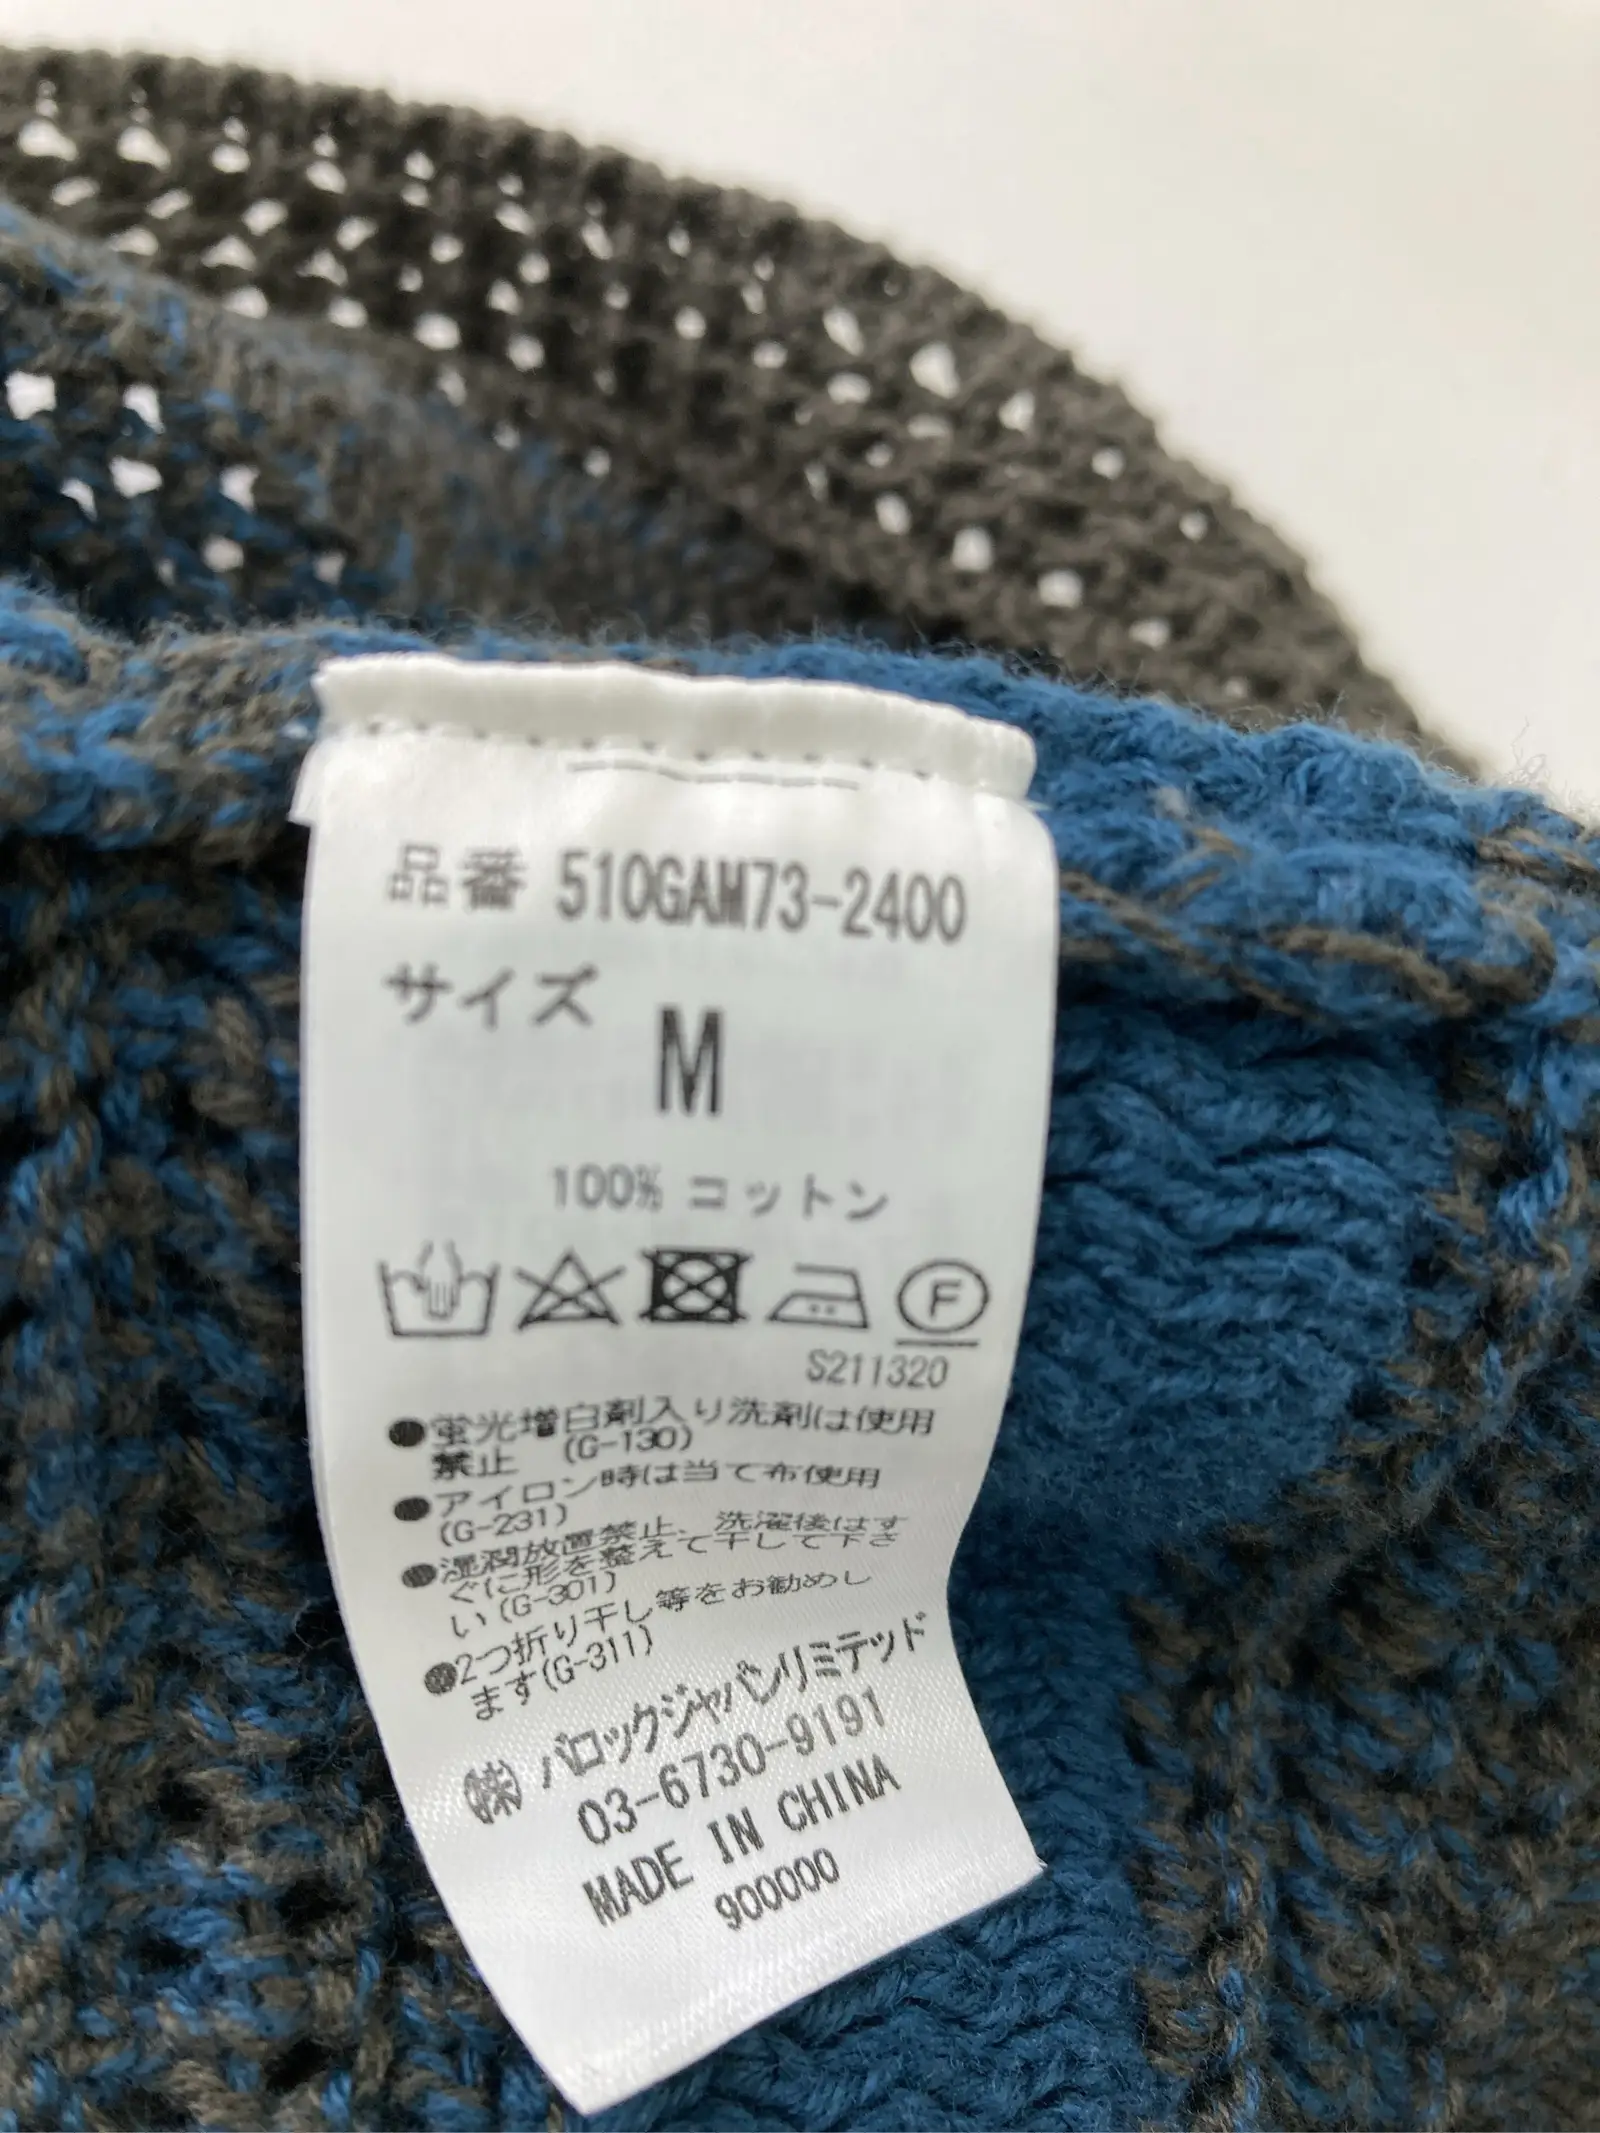 品番 510GAM73-2400
サイズ
M
100% コットン
F
S211320
●蛍光増白剤入り洗剤は使用
禁止 (G-130)
●アイロン時は当て布使用
(G-231)
●湿潤放置禁止、洗濯後はす
ぐに形を整えて干して下さ
い(G-301)
●2つ折り干し等をお勧めし
ます(G-311)
㈱バロックジャパンリミテッド
03-6730-9191
MADE IN CHINA
900000